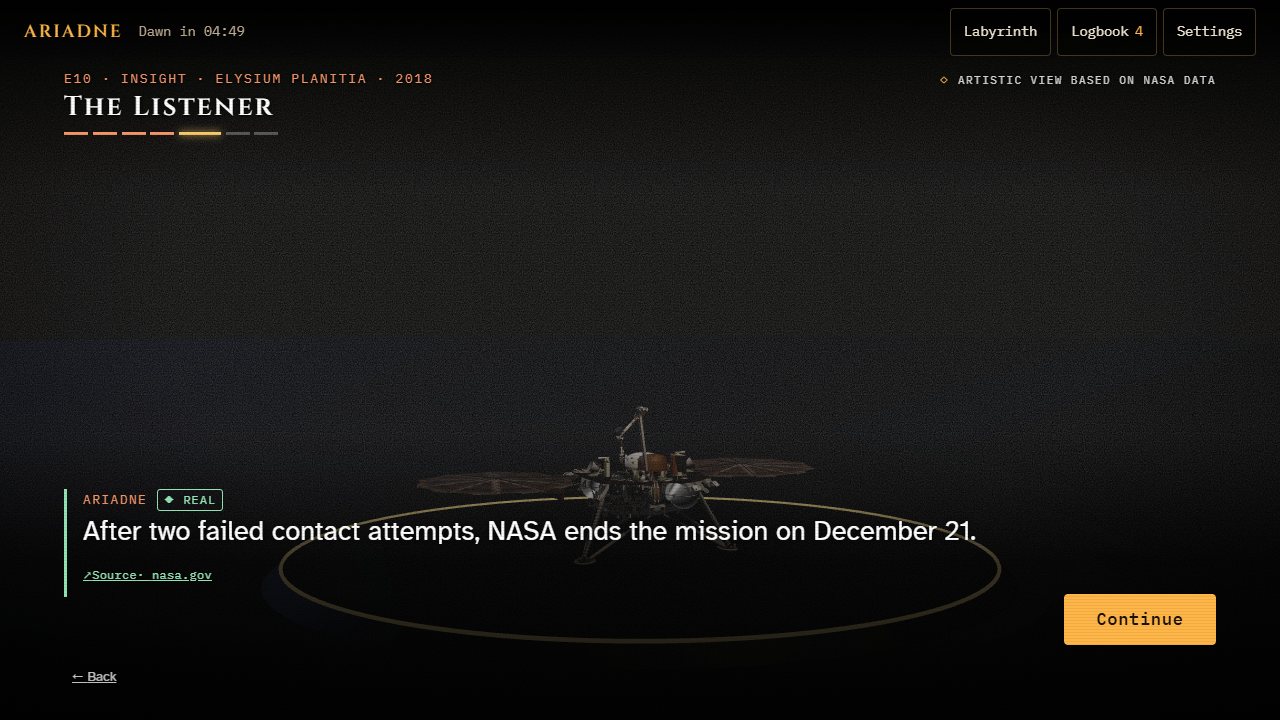 ARIADNE Dawn in 04:49 Labyrinth Logbook 4 Settings
E10 · INSIGHT · ELYSIUM PLANITIA · 2018
◇ ARTISTIC VIEW BASED ON NASA DATA
The Listener
ARIADNE ◆ REAL
After two failed contact attempts, NASA ends the mission on December 21.
↗Source· nasa.gov
Continue
← Back